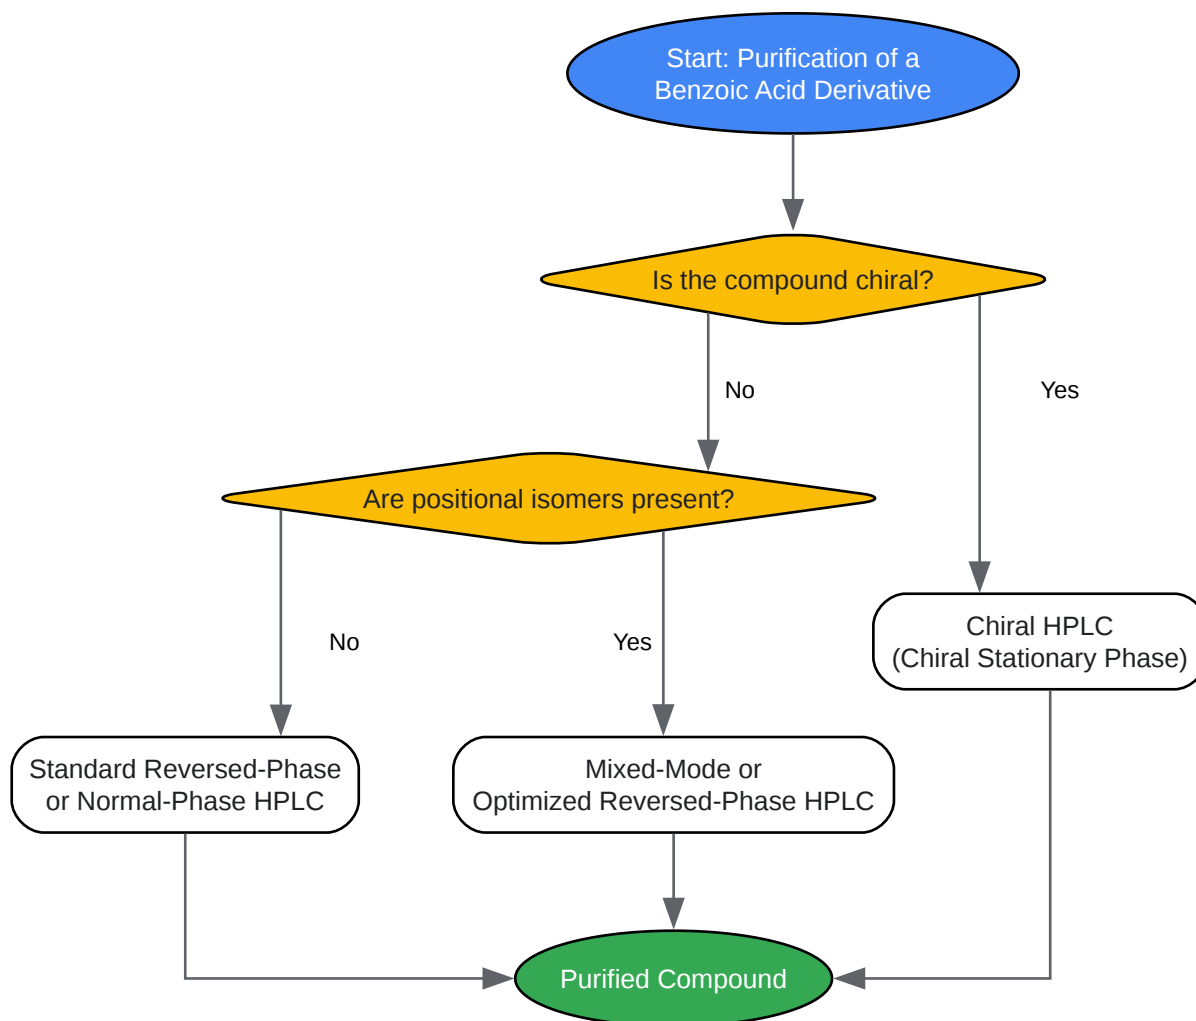 Start: Purification of a
Benzoic Acid Derivative
Is the compound chiral?
No
Yes
Are positional isomers present?
No
Yes
Chiral HPLC
(Chiral Stationary Phase)
Standard Reversed-Phase
or Normal-Phase HPLC
Mixed-Mode or
Optimized Reversed-Phase HPLC
Purified Compound